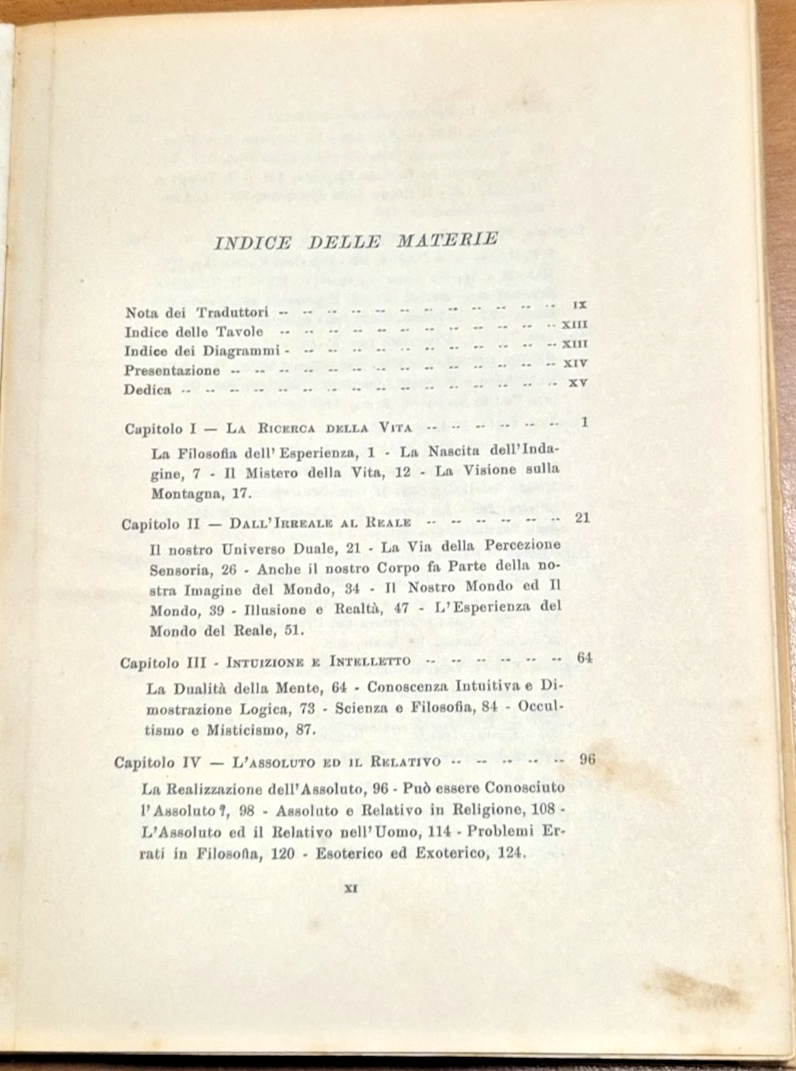 INDICE DELLE MATERIE
Nota dei Traduttori -- -- -- -- -- -- -- -- -- -- -- -- IX
Indice delle Tavole -- -- -- -- -- -- -- -- -- -- -- -- XIII
Indice dei Diagrammi - -- -- -- -- -- -- -- -- -- -- -- XIII
Presentazione -- -- -- -- -- -- -- -- -- -- -- -- -- -- XIV
Dedica -- -- -- -- -- -- -- -- -- -- -- -- -- -- -- -- XV
Capitolo I — LA RICERCA DELLA VITA -- -- -- -- -- -- 1
La Filosofia dell'Esperienza, 1 - La Nascita dell'Inda-
gine, 7 - Il Mistero della Vita, 12 - La Visione sulla
Montagna, 17.
Capitolo II — DALL'IRREALE AL REALE -- -- -- -- -- -- 21
Il nostro Universo Duale, 21 - La Via della Percezione
Sensoria, 26 - Anche il nostro Corpo fa Parte della no-
stra Imagine del Mondo, 34 - Il Nostro Mondo ed Il
Mondo, 39 - Illusione e Realtà, 47 - L'Esperienza del
Mondo del Reale, 51.
Capitolo III - INTUIZIONE E INTELLETTO -- -- -- -- -- -- 64
La Dualità della Mente, 64 - Conoscenza Intuitiva e Di-
mostrazione Logica, 73 - Scienza e Filosofia, 84 - Occul-
tismo e Misticismo, 87.
Capitolo IV — L'ASSOLUTO ED IL RELATIVO -- -- -- -- -- 96
La Realizzazione dell'Assoluto, 96 - Può essere Conosciuto
l'Assoluto?, 98 - Assoluto e Relativo in Religione, 108 -
L'Assoluto ed il Relativo nell'Uomo, 114 - Problemi Er-
rati in Filosofia, 120 - Esoterico ed Exoterico, 124.
XI